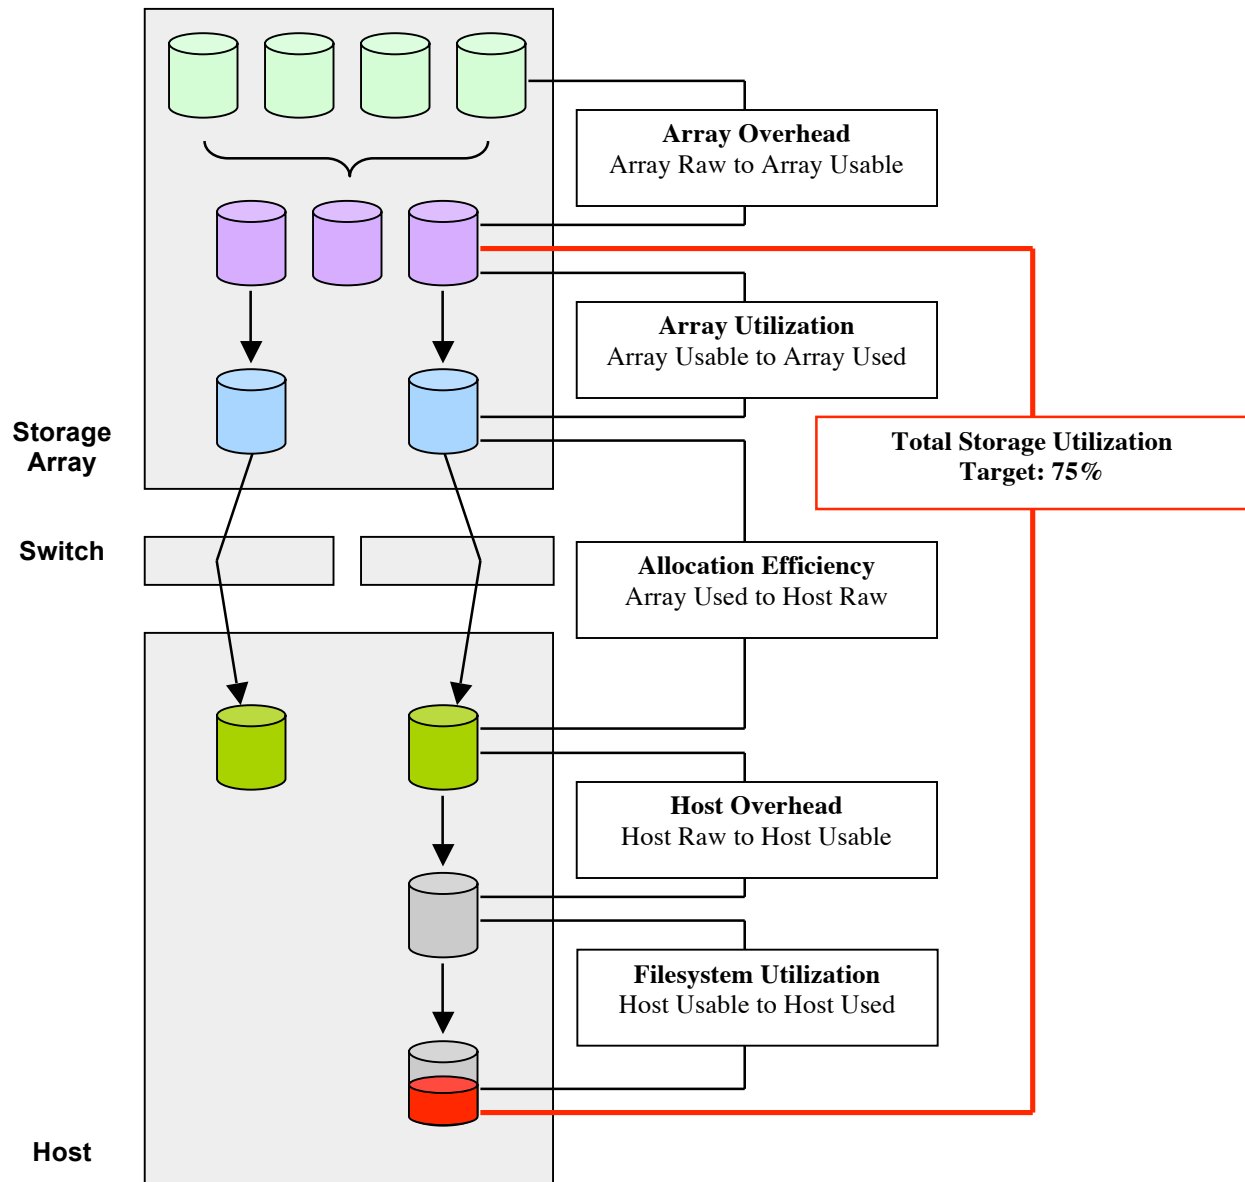 Array Overhead
Array Raw to Array Usable
Array Utilization
Array Usable to Array Used
Storage
Array
Total Storage Utilization
Target: 75%
Switch
Allocation Efficiency
Array Used to Host Raw
Host Overhead
Host Raw to Host Usable
Filesystem Utilization
Host Usable to Host Used
Host